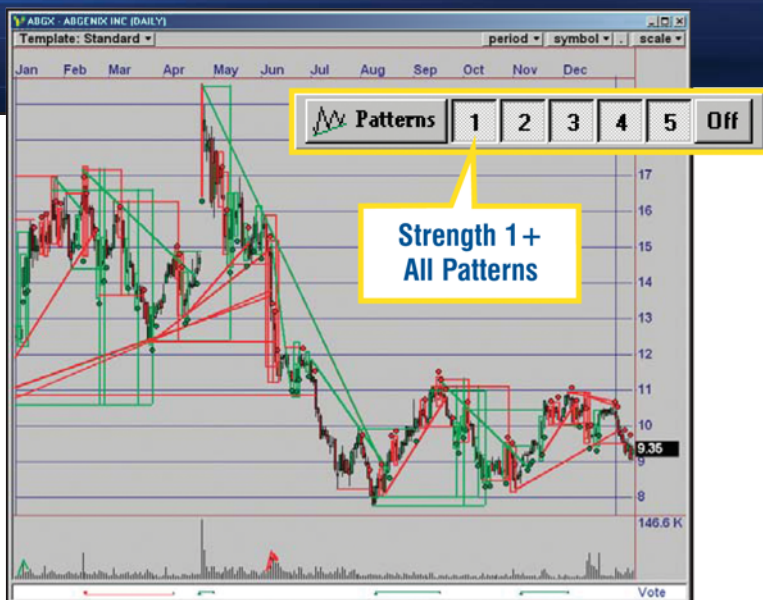 ABGX - ABGENIX INC (DAILY)
Template: Standard period symbol . scale
Jan Feb Mar Apr May Jun Jul Aug Sep Oct Nov Dec
Patterns 1 2 3 4 5 Off
Strength 1+
All Patterns
17
16
15
14
13
12
11
10
9.35
9
8
146.6 K
Vote